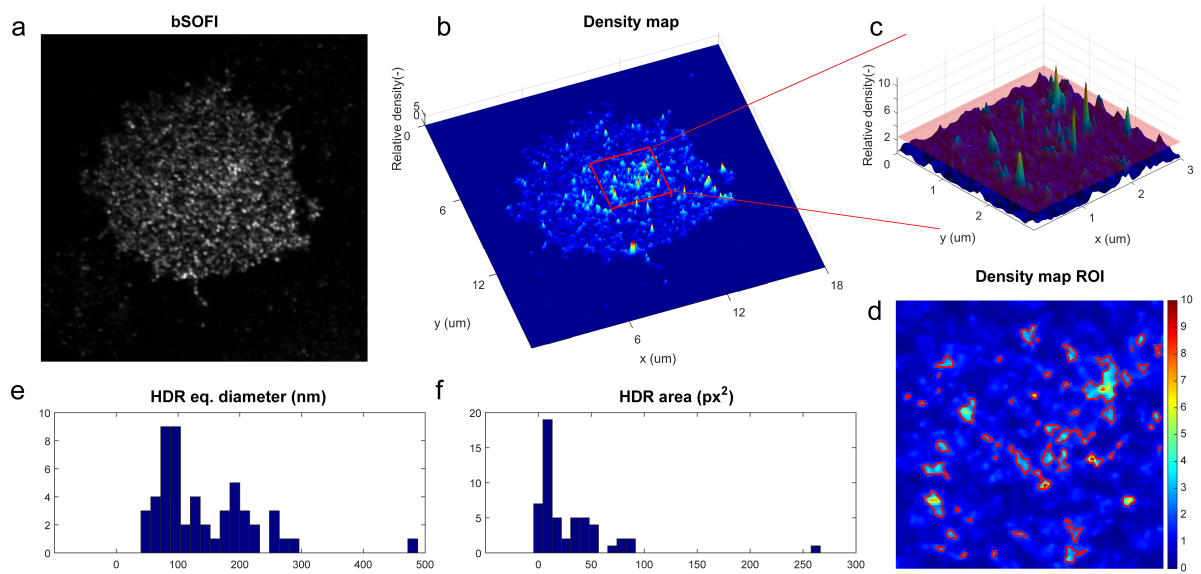 a
bSOFI
b
Density map
Relative density(-)
5
0
0
6
12
y (um)
6
12
18
x (um)
c
Relative density(-)
10
8
6
4
2
0
1
2
y (um)
1
2
3
x (um)
d
Density map ROI
10
9
8
7
6
5
4
3
2
1
0
e
HDR eq. diameter (nm)
10
8
6
4
2
0
0 100 200 300 400 500
f
HDR area (px²)
20
15
10
5
0
0 50 100 150 200 250 300